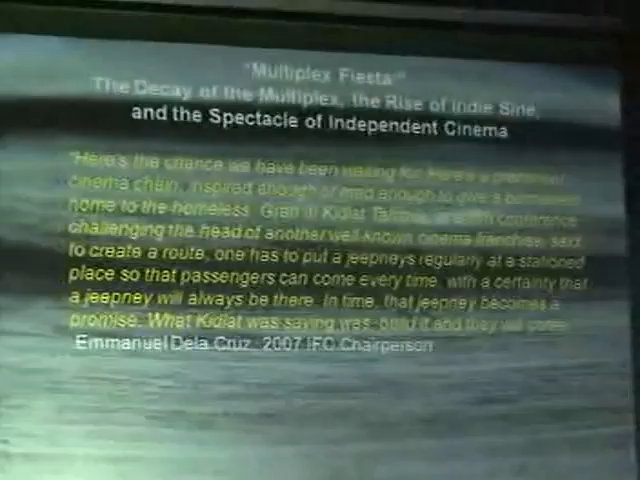 "Multiplex Fiesta"
The Decay of the Multiplex, the Rise of Indie Sine,
and the Spectacle of Independent Cinema
"Here's the chance we have been waiting for. Here's a
cinema chain, inspired enough or mad enough to give a
home to the homeless. Kidlat
challenging the head of another well-known cinema franchise, said
to create a route, one has to put a jeepneys regularly at a stationed
place so that passengers can come every time, with a certainty that
a jeepney will always be there. In time, that jeepney becomes a
promise. What Kidlat was saying was: build it and they will come.
Emmanuel Dela Cruz, 2007 IFC Chairperson